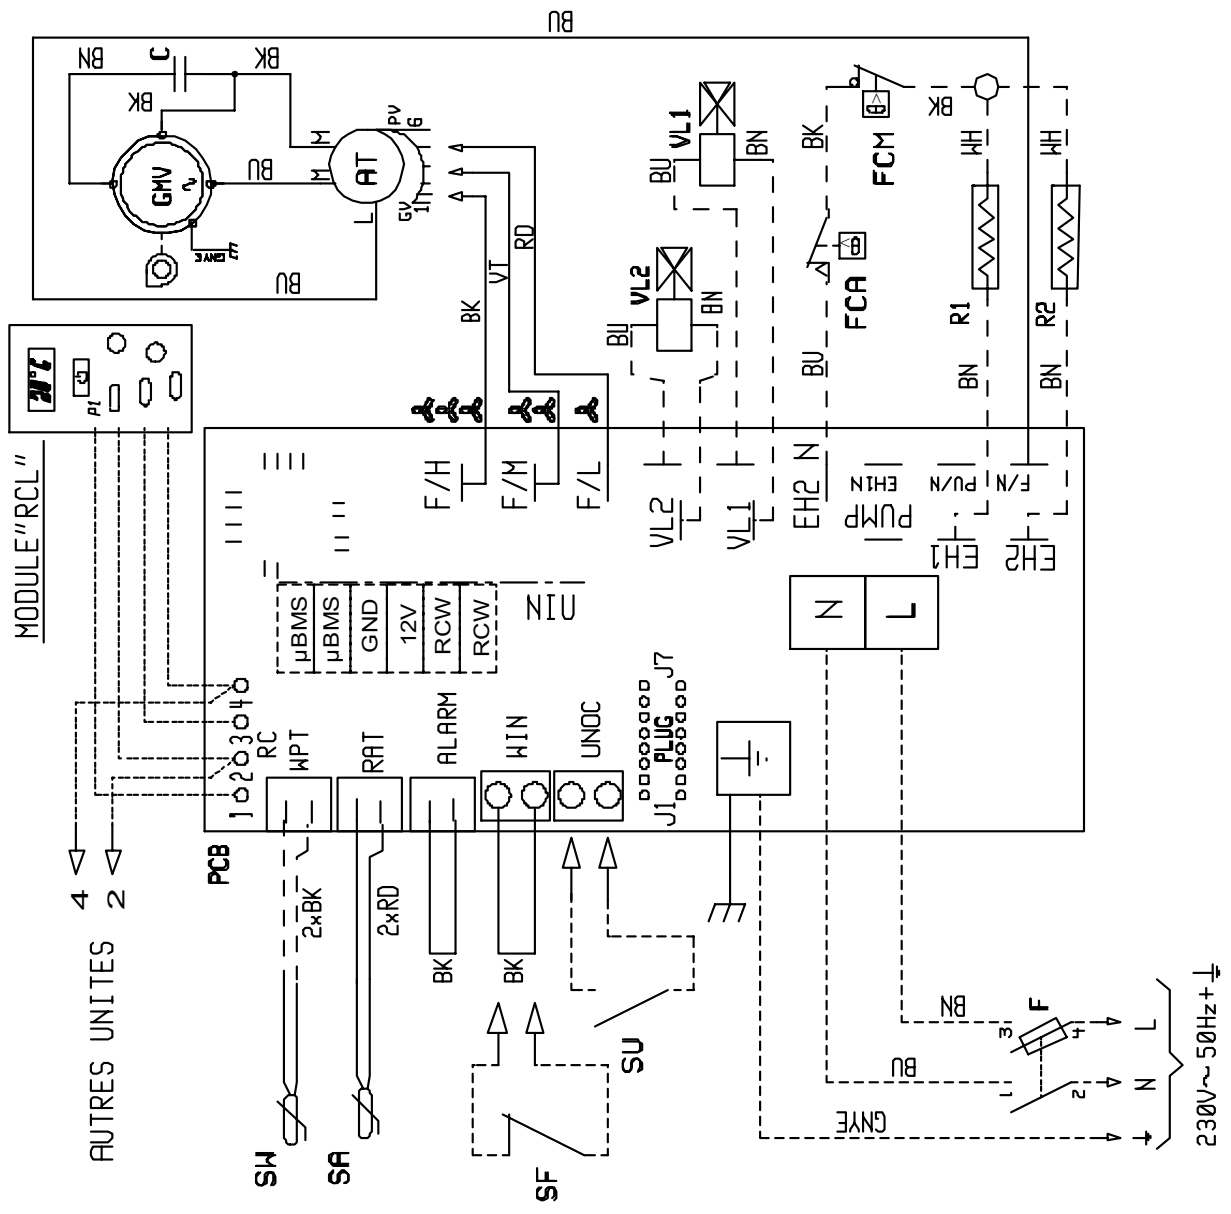 BU
BN
C
BK
BK
GMV
~
GNYE
BU
M
M
AT
L
PV
6
GV
1
BU
BK
VT
RD
VL1
BU
BN
VL2
BU
BN
BK
FCM
BK
FCA
BU
WH
WH
R1
R2
BN
BN
20°C
P1
MODULE"RCL"
F/H
F/M
F/L
VL2
VL1
EH2 N
EH1N
PUMP
PU/N
F/N
EH1
EH2
µBMS
µBMS
GND
12V
RCW
RCW
NIN
N
L
1 2 3 4
RC
WPT
RAT
ALARM
WIN
UNOC
J1 PLUG J7
PCB
4
2
AUTRES UNITES
2xBK
2xRD
BK
BK
SW
SA
SF
SU
BN
BU
GNYE
F
3
4
1
2
L
N
230V~ 50Hz+